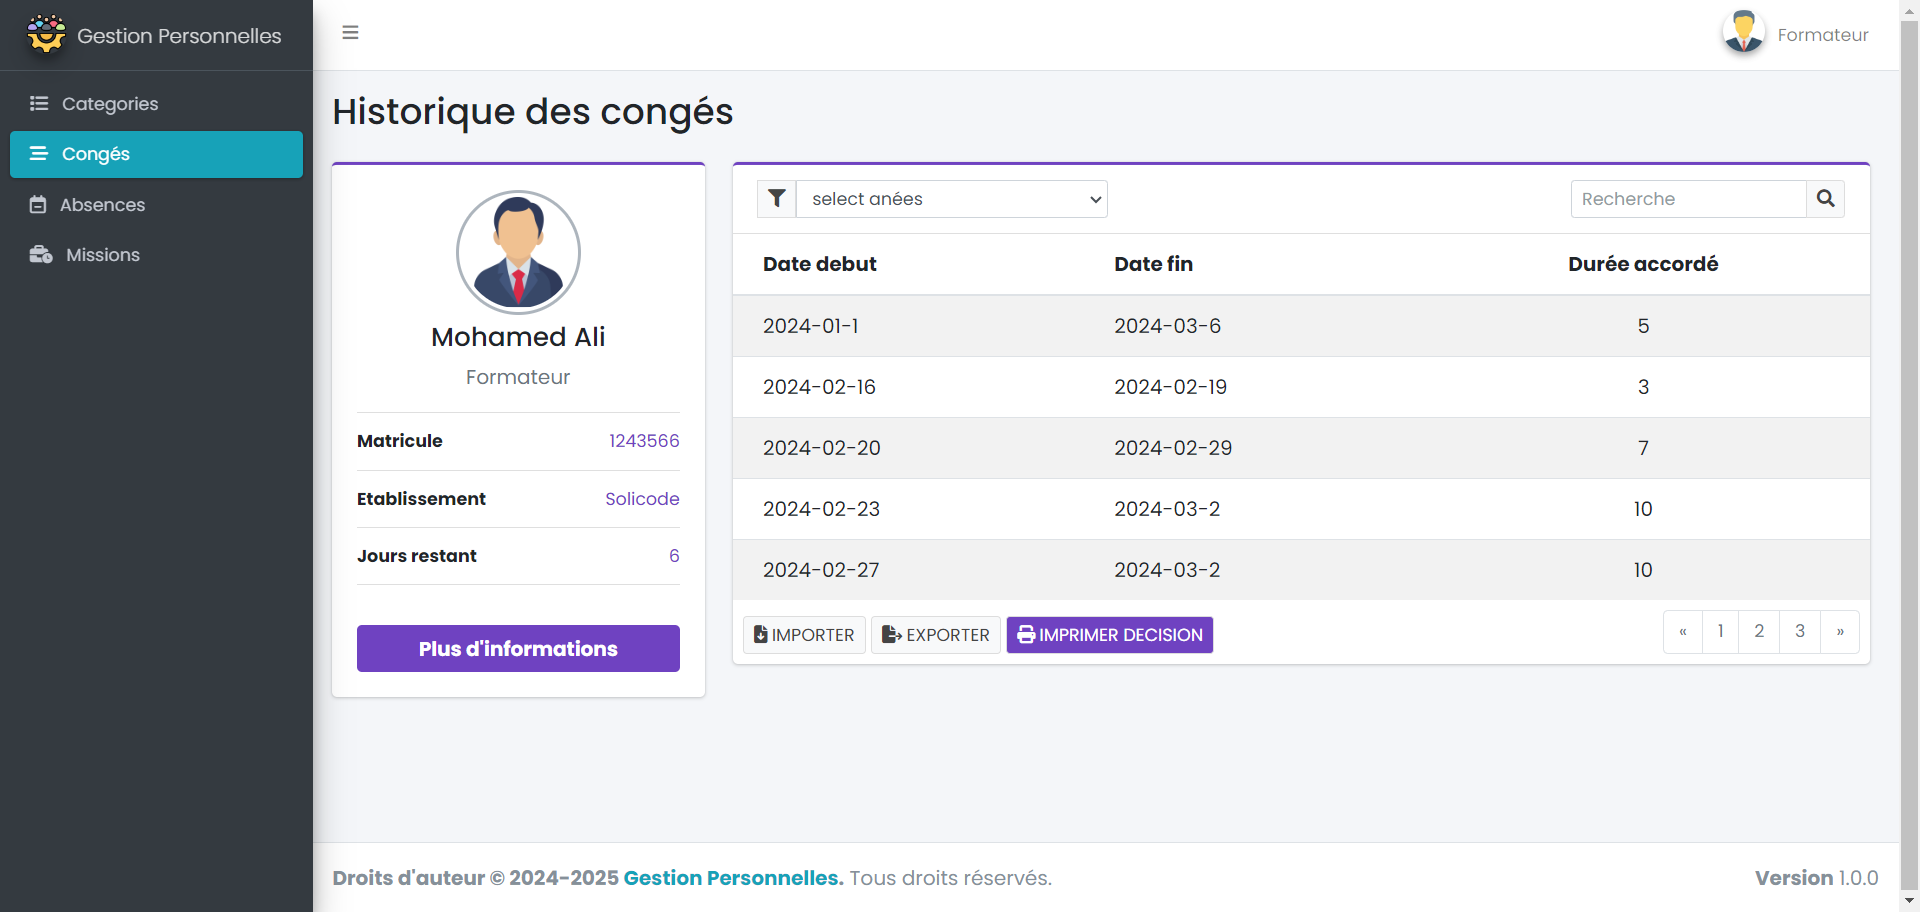 Gestion Personnelles
Formateur
Categories
Congés
Absences
Missions
Historique des congés
Mohamed Ali
Formateur
Matricule 1243566
Etablissement Solicode
Jours restant 6
Plus d'informations
select anées
Recherche
Date debut Date fin Durée accordé
2024-01-1 2024-03-6 5
2024-02-16 2024-02-19 3
2024-02-20 2024-02-29 7
2024-02-23 2024-03-2 10
2024-02-27 2024-03-2 10
IMPORTER EXPORTER IMPRIMER DECISION
« 1 2 3 »
Droits d'auteur © 2024-2025 Gestion Personnelles. Tous droits réservés.
Version 1.0.0